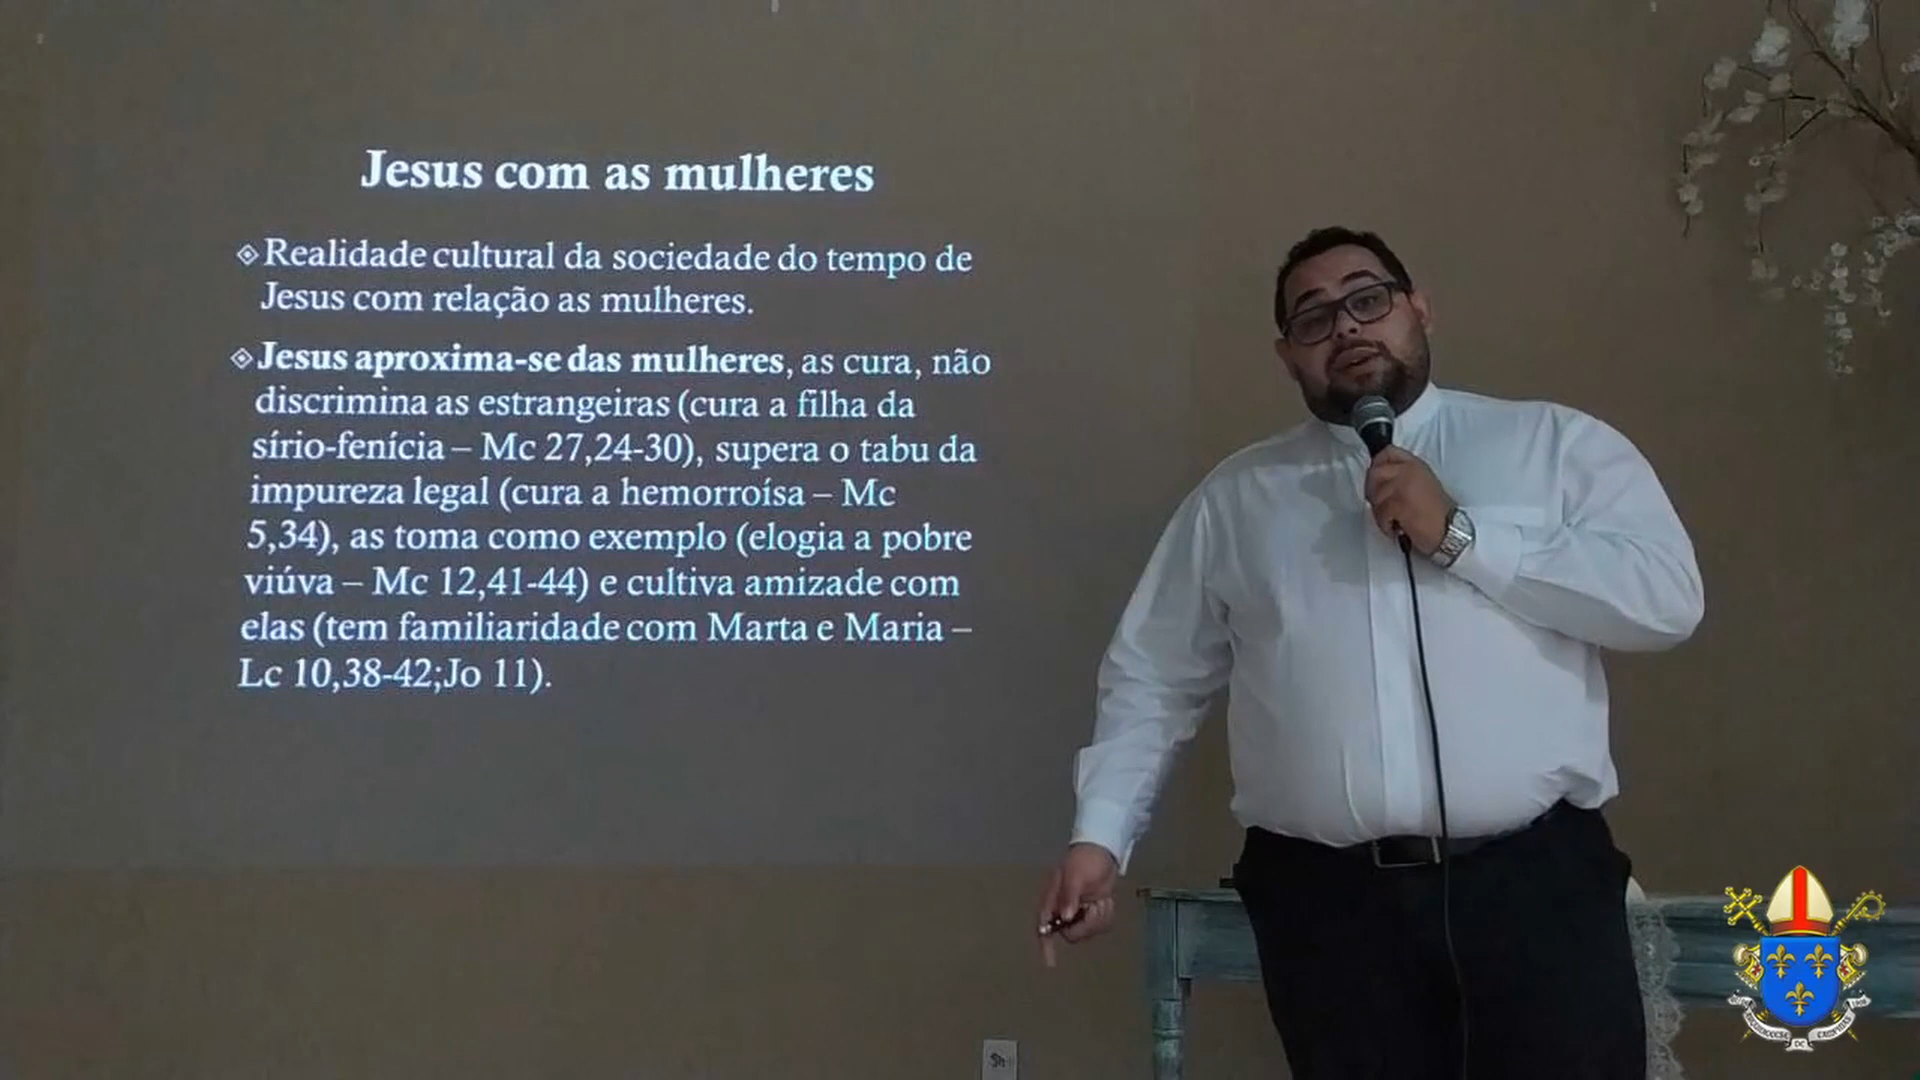 Jesus com as mulheres
Realidade cultural da sociedade do tempo de
Jesus com relação as mulheres.
Jesus aproxima-se das mulheres, as cura, não
discrimina as estrangeiras (cura a filha da
sírio-fenícia – Mc 27,24-30), supera o tabu da
impureza legal (cura a hemorroísa – Mc
5,34), as toma como exemplo (elogia a pobre
viúva – Mc 12,41-44) e cultiva amizade com
elas (tem familiaridade com Marta e Maria –
Lc 10,38-42;Jo 11).